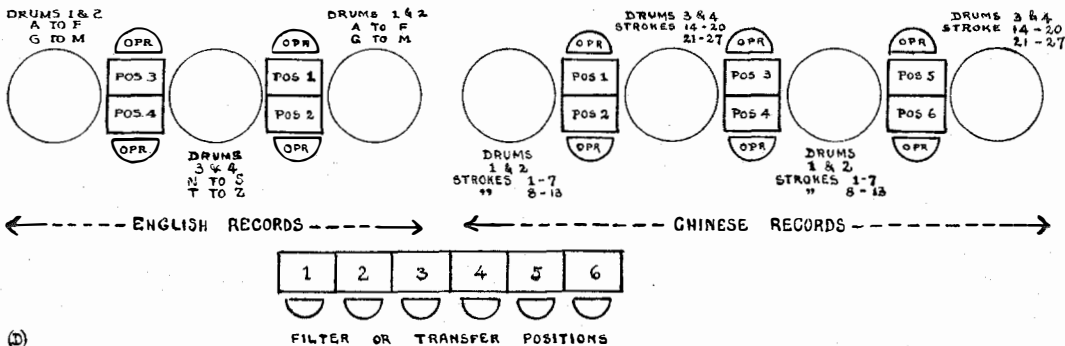 DRUMS 1 & 2
A TO F
G TO M
DRUMS 1 & 2
A TO F
G TO M
DRUMS 3 & 4
STROKES 14-20
21-27
DRUMS 3 & 4
STROKE 14-20
21-27
OPR
OPR
OPR
OPR
OPR
POS 3
POS 1
POS 1
POS 3
POS 5
POS.4
POS 2
POS 2
POS 4
POS 6
OPR.
OPR
OPR
OPR
OPR
DRUMS
3 & 4
N TO S
T TO Z
DRUMS
1 & 2
STROKES 1-7
" 8-13
DRUMS
1 & 2
STROKES 1-7
" 8-13
ENGLISH RECORDS
CHINESE RECORDS
1 2 3 4 5 6
FILTER OR TRANSFER POSITIONS
(D)